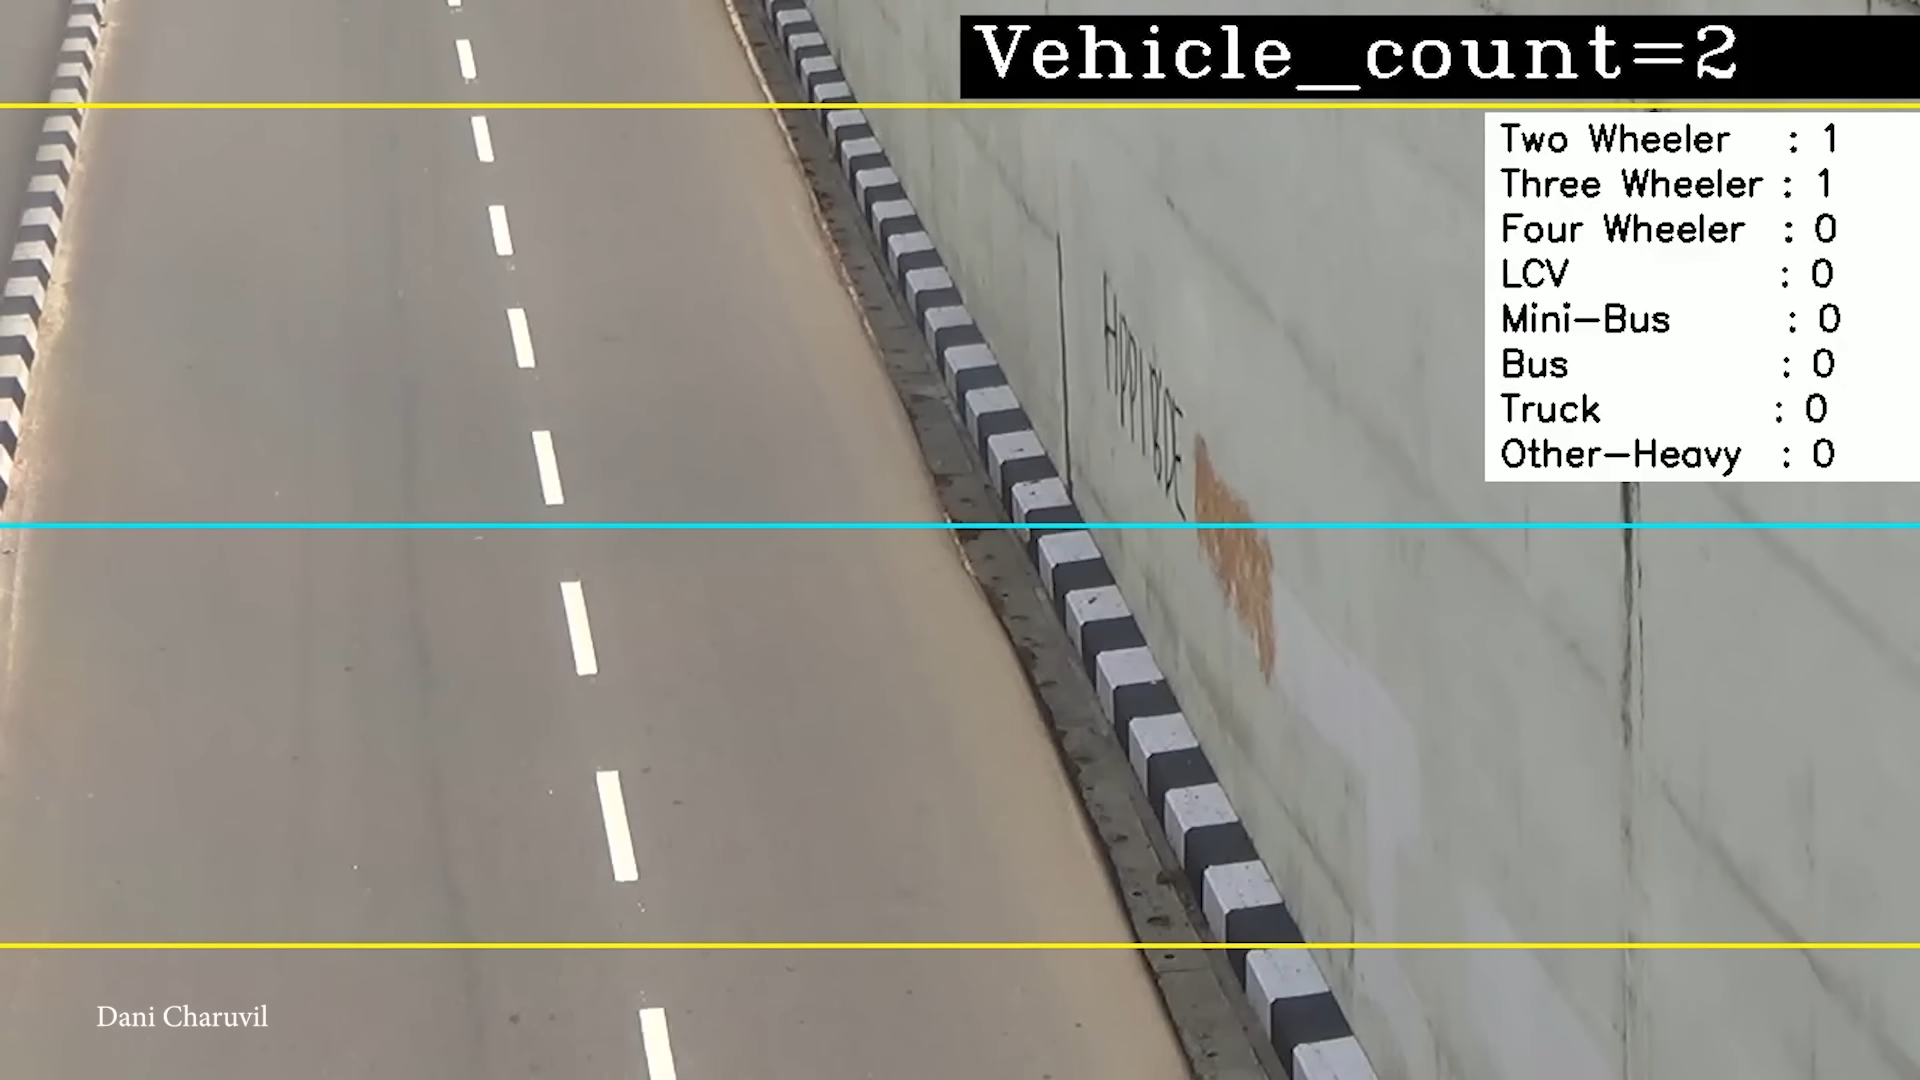 Vehicle_count=2
Two Wheeler : 1
Three Wheeler : 1
Four Wheeler : 0
LCV : 0
Mini-Bus : 0
Bus : 0
Truck : 0
Other-Heavy : 0
Dani Charuvil